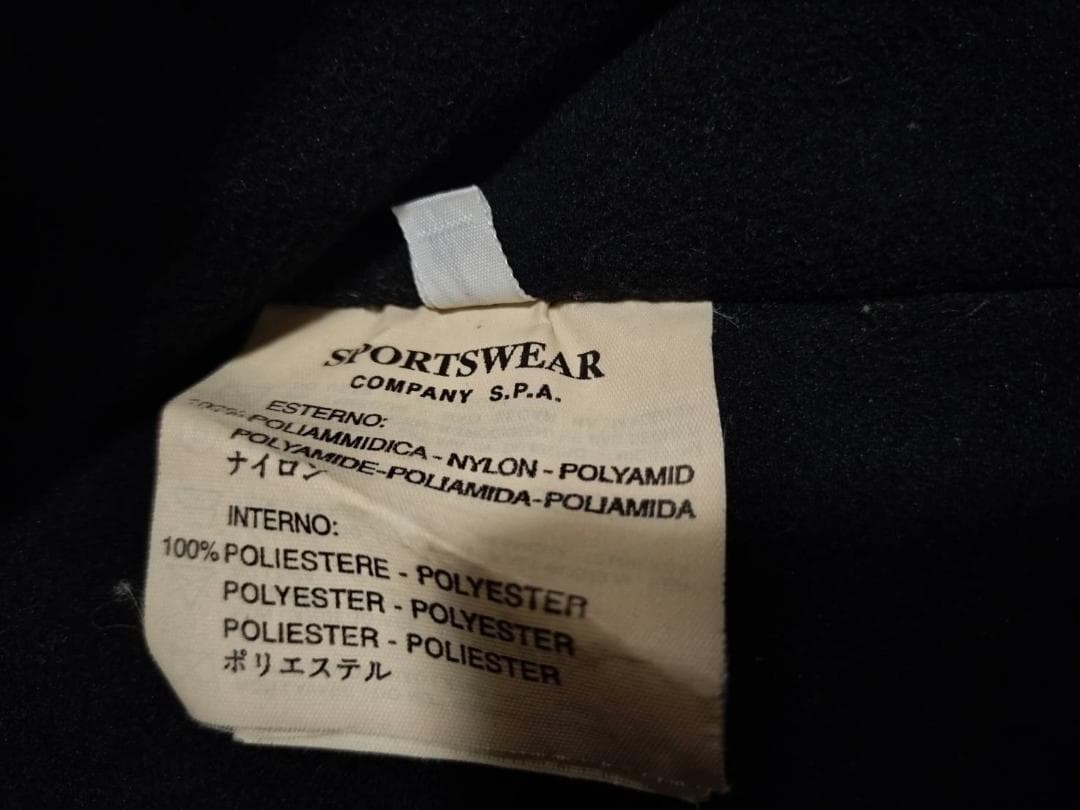 SPORTSWEAR
COMPANY S.P.A.
ESTERNO:
100% POLIAMMIDICA - NYLON - POLYAMID
POLYAMIDE-POLIAMIDA-POLIAMIDA
ナイロン
INTERNO:
100% POLIESTERE - POLYESTER
POLYESTER - POLYESTER
POLIESTER - POLIESTER
ポリエステル